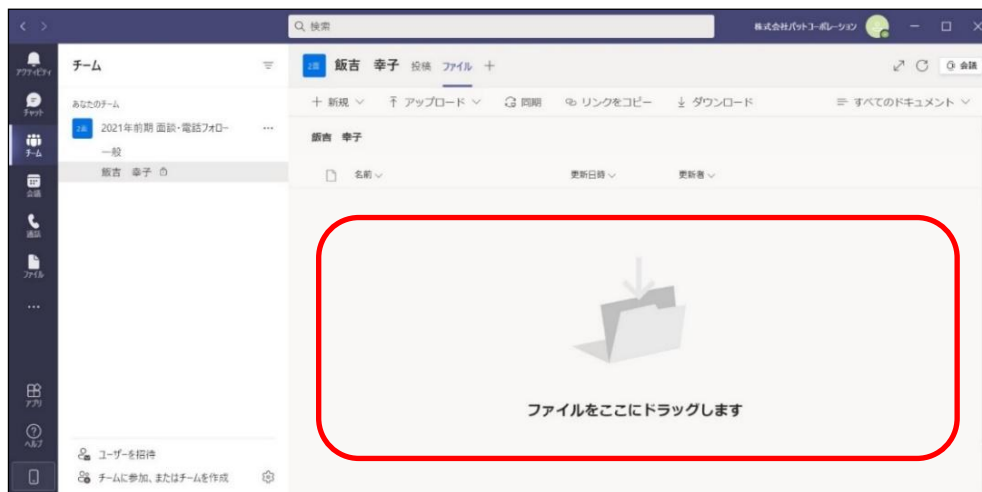 検索
株式会社パットコーポレーション
アクティビティ
チャット
チーム
会議
通話
ファイル
アプリ
ヘルプ
チーム
あなたのチーム
2面 2021年前期 面談・電話フォロー
一般
飯吉 幸子
ユーザーを招待
チームに参加、またはチームを作成
2面 飯吉 幸子 投稿 ファイル +
会議
+ 新規 アップロード 同期 リンクをコピー ダウンロード すべてのドキュメント
飯吉 幸子
名前 更新日時 更新者
ファイルをここにドラッグします